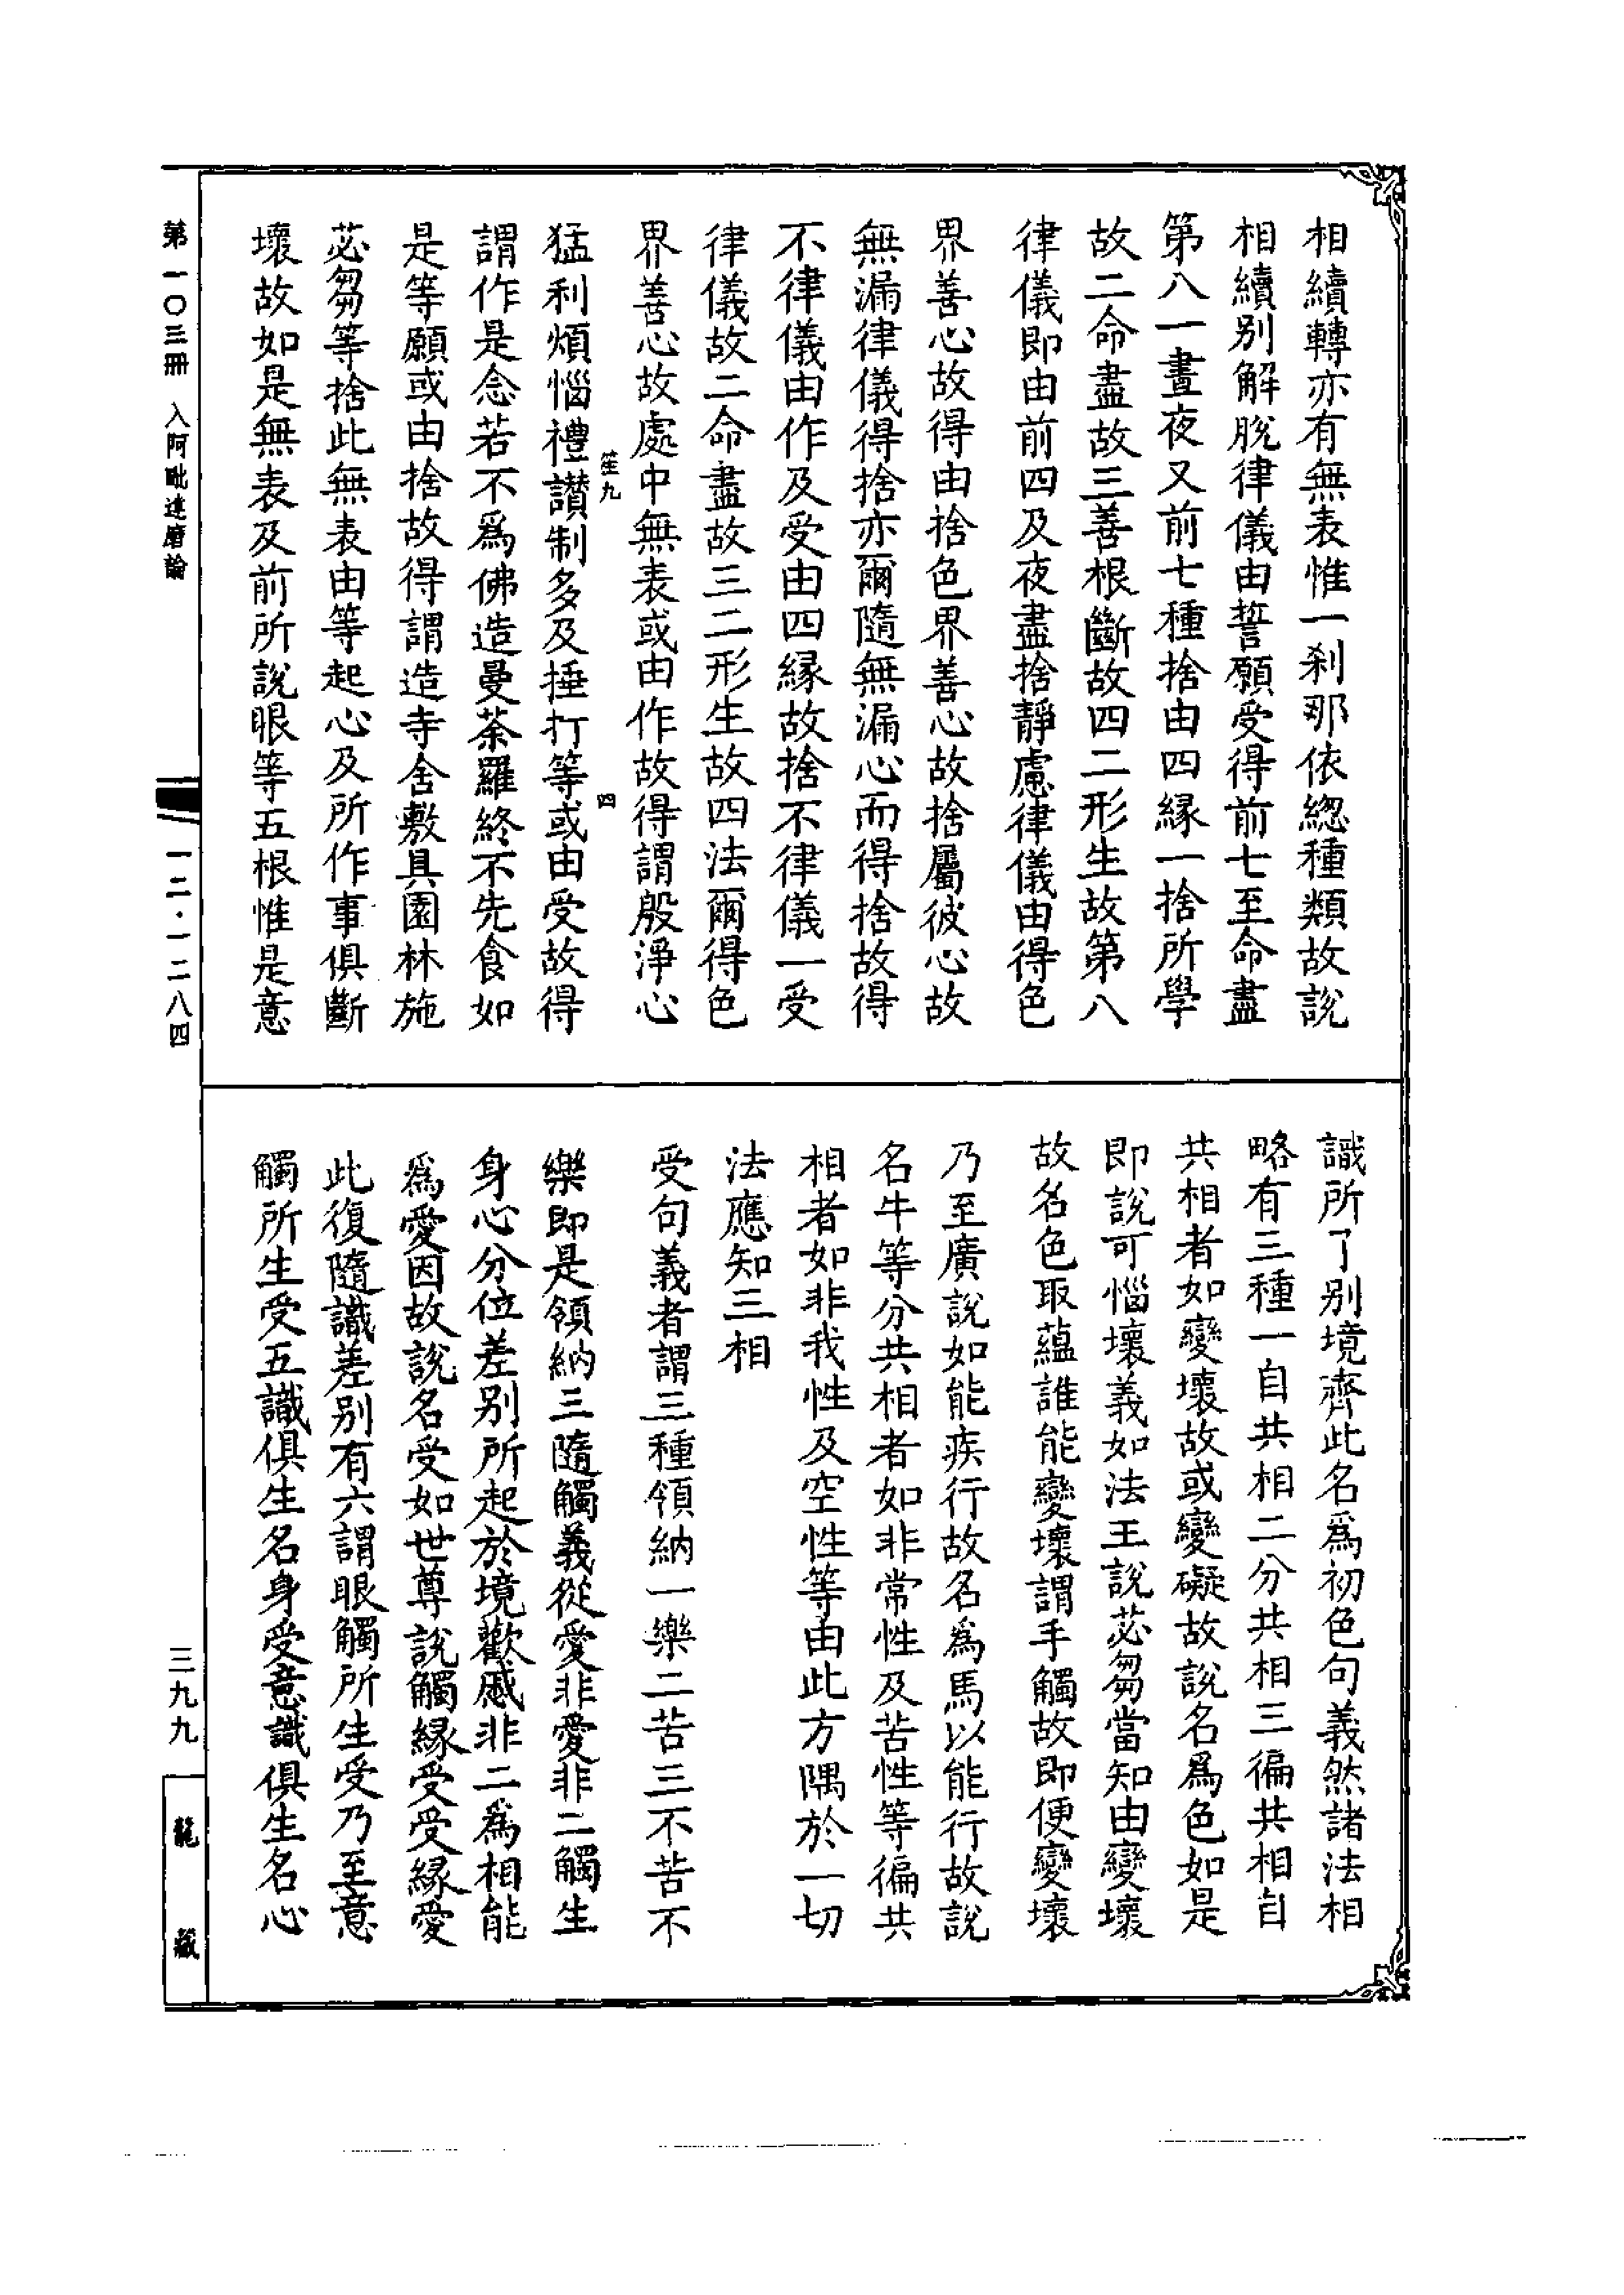 相續轉亦有無表惟一刹那依緫種類故說
相續别解脫律儀由誓願受得前七至命盡
第八一晝夜又前七種捨由四縁一捨所學
故二命盡故三善根斷故四二形生故第八
律儀即由前四及夜盡捨靜慮律儀由得色
界善心故得由捨色界善心故捨屬彼心故
無漏律儀得捨亦爾隨無漏心而得捨故得
不律儀由作及受由四縁故捨不律儀一受
律儀故二命盡故三二形生故四法爾得色
界善心故處中無表或由作故得謂殷淨心
笙九
四
猛利煩惱禮讃制多及捶打等或由受故得
謂作是念若不爲佛造曼荼羅終不先食如
是等願或由捨故得謂造寺舍敷具園林施
苾芻等捨此無表由等起心及所作事俱斷
壞故如是無表及前所說眼等五根惟是意
識所了别境齊此名爲初色句義然諸法相
略有三種一自共相二分共相三徧共相自
共相者如變壞故或變礙故說名爲色如是
即說可惱壞義如法王說苾芻當知由變壞
故名色取蘊誰能變壞謂手觸故即便變壞
乃至廣說如能疾行故名爲馬以能行故說
名牛等分共相者如非常性及苦性等徧共
相者如非我性及空性等由此方隅於一切
法應知三相
受句義者謂三種領納一樂二苦三不苦不
樂即是領納三隨觸義從愛非愛非二觸生
身心分位差别所起於境歡慼非二爲相能
爲愛因故說名受如世尊說觸縁受受縁愛
此復隨識差别有六謂眼觸所生受乃至意
觸所生受五識俱生名身受意識俱生名心
第一〇三冊　入阿毗達磨論
一二·一二八四
三九九
龍藏